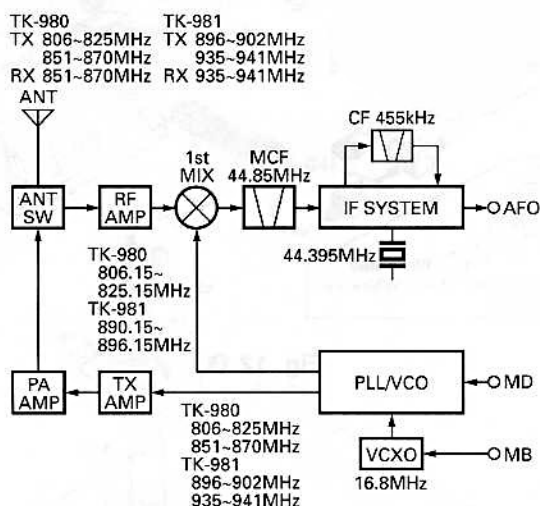 TK-980 TK-981
TX 806~825MHz TX 896~902MHz
851~870MHz 935~941MHz
RX 851~870MHz RX 935~941MHz
ANT
CF 455kHz
1st
MIX
MCF
44.85MHz
ANT
SW
RF
AMP
IF SYSTEM
AFO
44.395MHz
TK-980
806.15~
825.15MHz
TK-981
890.15~
896.15MHz
PA
AMP
TX
AMP
PLL/VCO
MD
TK-980
806~825MHz
851~870MHz
TK-981
896~902MHz
935~941MHz
VCXO
16.8MHz
MB